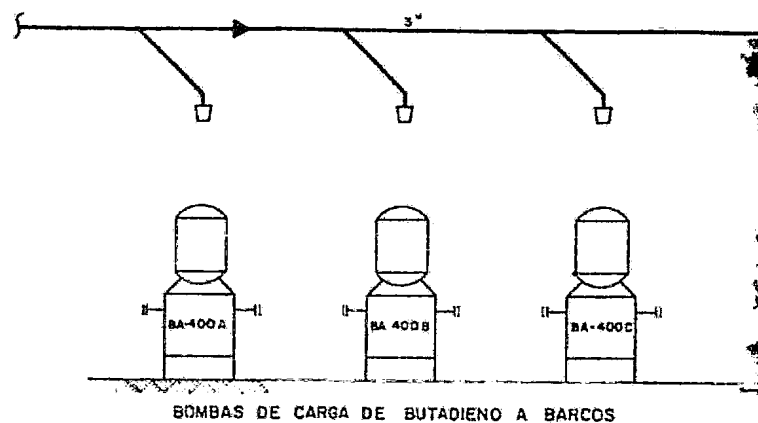 3"
BA-400A
BA 400B
BA-400C
BOMBAS DE CARGA DE BUTADIENO A BARCOS